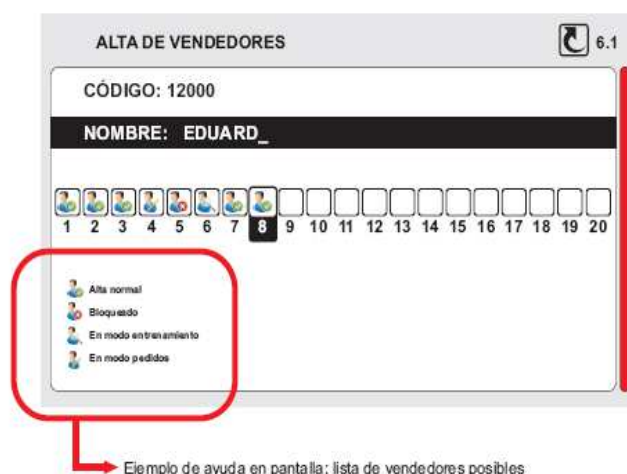 ALTA DE VENDEDORES 6.1
CÓDIGO: 12000
NOMBRE: EDUARD_
1 2 3 4 5 6 7 8 9 10 11 12 13 14 15 16 17 18 19 20
Alta normal
Bloqueado
En modo entrenamiento
En modo pedidos
Ejemplo de ayuda en pantalla: lista de vendedores posibles